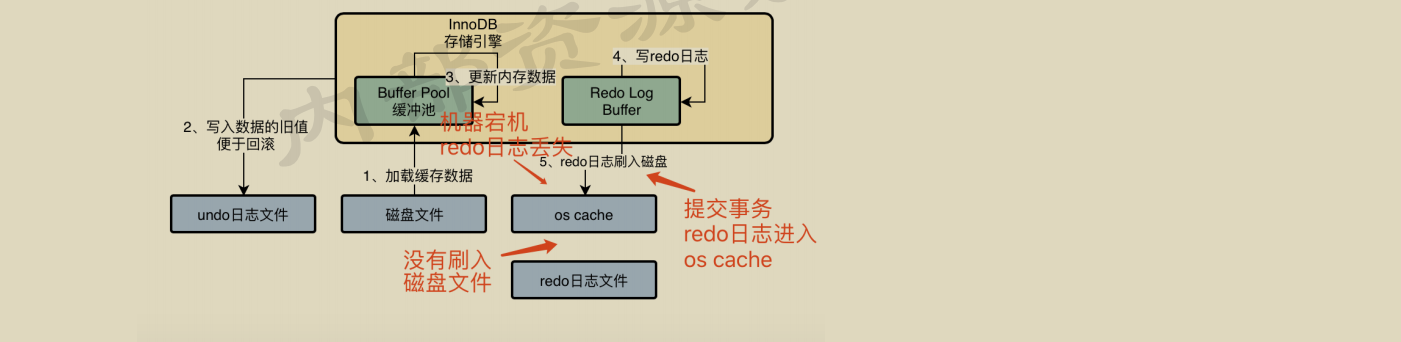 InnoDB
存储引擎
4、写redo日志
3、更新内存数据
Buffer Pool
缓冲池
Redo Log
Buffer
2、写入数据的旧值
便于回滚
机器宕机
redo日志丢失
5、redo日志刷入磁盘
1、加载缓存数据
undo日志文件
磁盘文件
os cache
提交事务
redo日志进入
os cache
没有刷入
磁盘文件
redo日志文件
内部资源